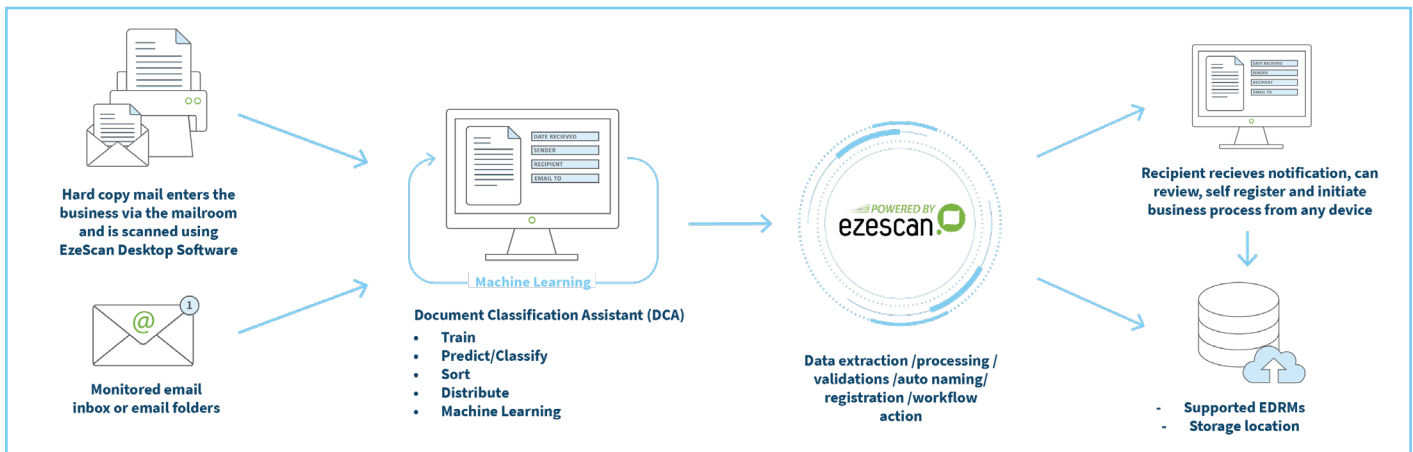 Hard copy mail enters the
business via the mailroom
and is scanned using
EzeScan Desktop Software
1
@
Monitored email
inbox or email folders
DATE RECIEVED
SENDER
RECIPIENT
EMAIL TO
Machine Learning
Document Classification Assistant (DCA)
• Train
• Predict/Classify
• Sort
• Distribute
• Machine Learning
POWERED BY
ezescan
Data extraction /processing /
validations /auto naming/
registration /workflow
action
DATE RECIEVED
SENDER
RECIPIENT
EMAIL TO
Recipient recieves notification, can
review, self register and initiate
business process from any device
- Supported EDRMs
- Storage location